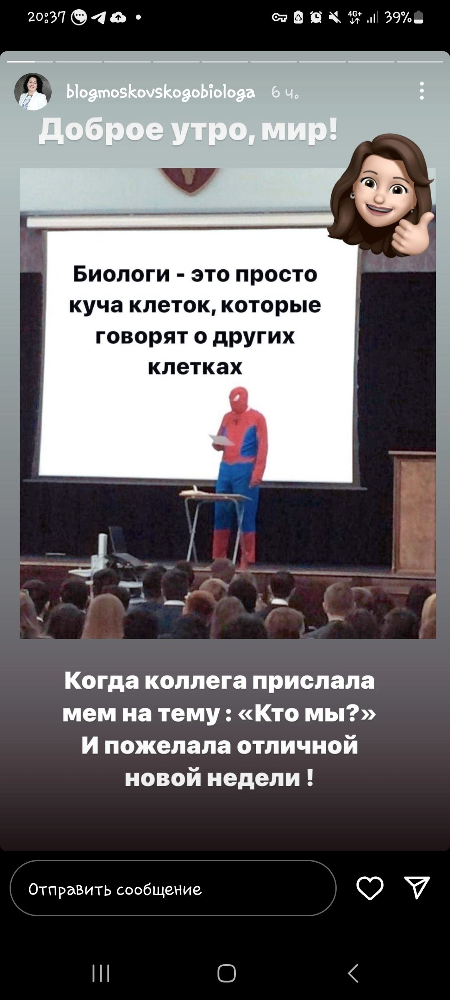 20:37
4G+
39%
blogmoskovskogobiologa 6 ч.
Доброе утро, мир!
Биологи - это просто
куча клеток, которые
говорят о других
клетках
Когда коллега прислала
мем на тему : «Кто мы?»
И пожелала отличной
новой недели !
Отправить сообщение